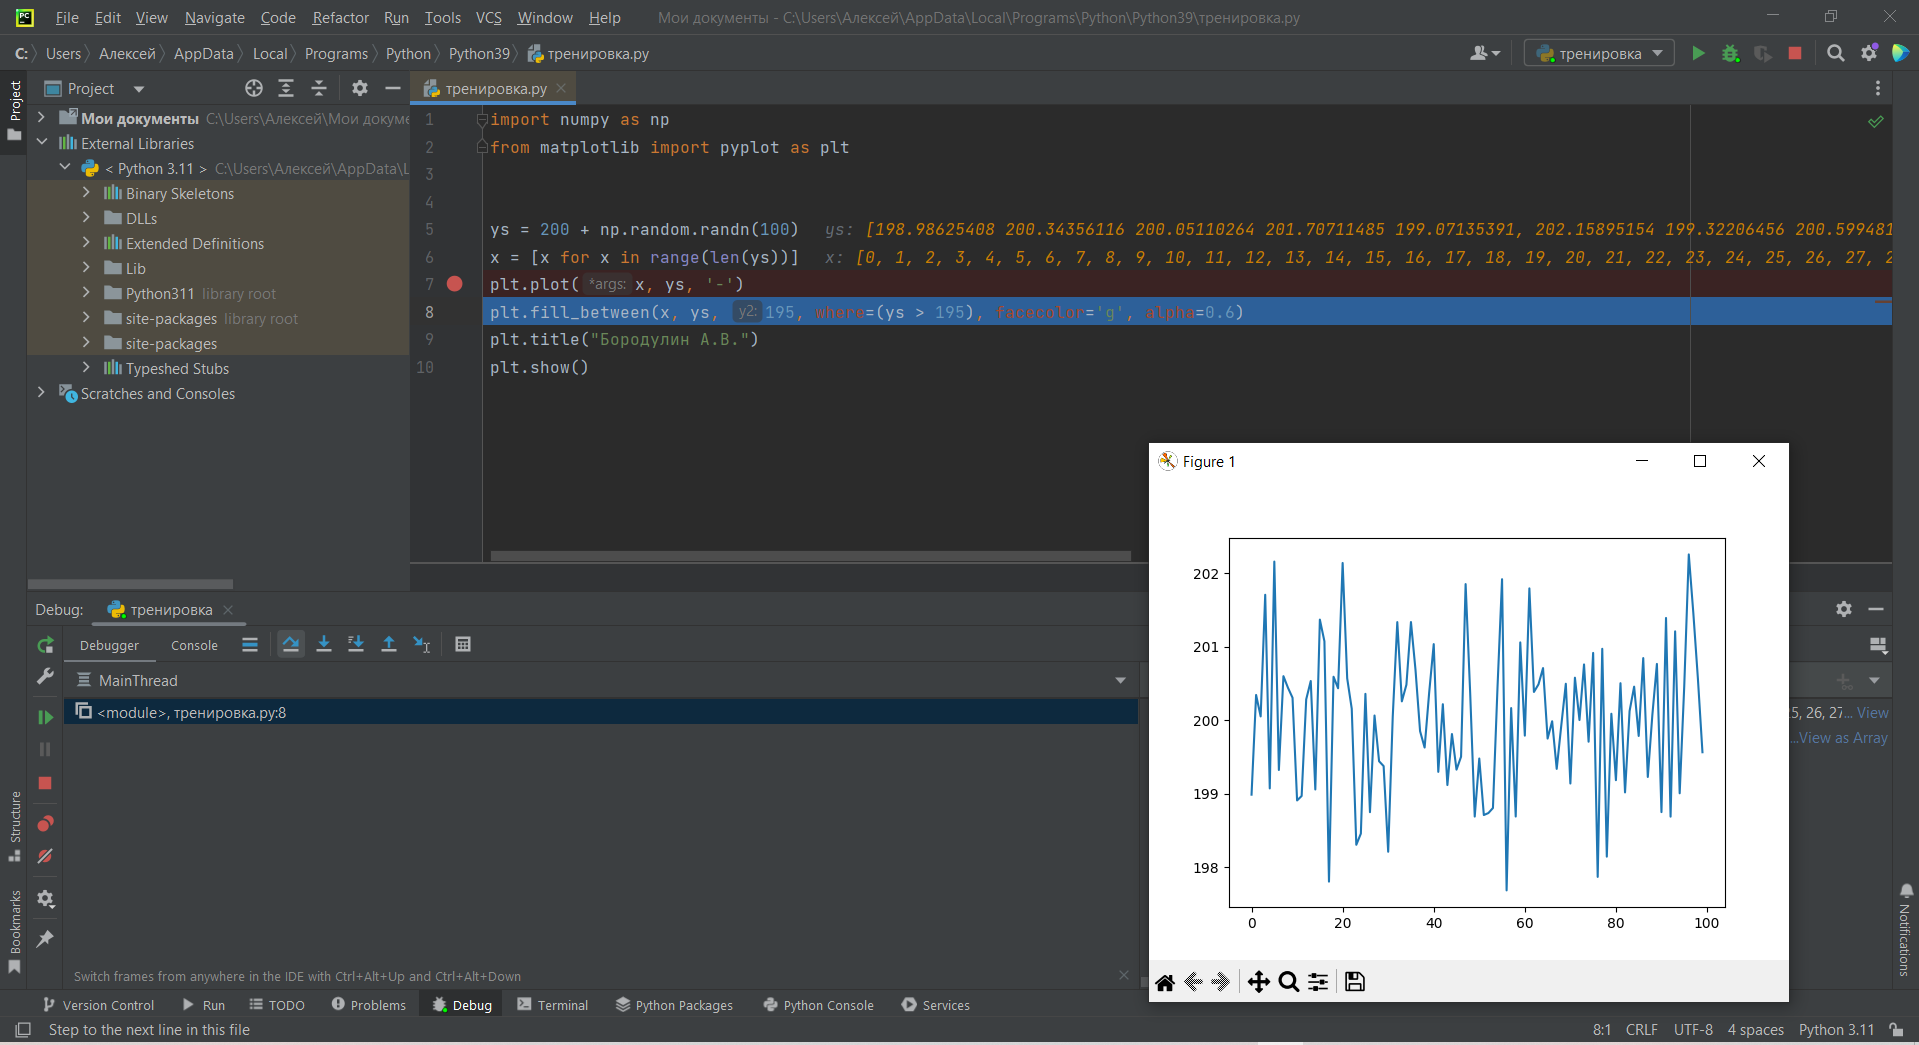 File Edit View Navigate Code Refactor Run Tools VCS Window Help Мои документы - C:\Users\Алексей\AppData\Local\Programs\Python\Python39\тренировка.py
C: Users Алексей AppData Local Programs Python Python39 тренировка.py тренировка
Project
Project
тренировка.py
Мои документы C:\Users\Алексей\Мои докуме
External Libraries
< Python 3.11 > C:\Users\Алексей\AppData\L
Binary Skeletons
DLLs
Extended Definitions
Lib
Python311 library root
site-packages library root
site-packages
Typeshed Stubs
Scratches and Consoles
1 import numpy as np
2 from matplotlib import pyplot as plt
3
4
5 ys = 200 + np.random.randn(100) ys: [198.98625408 200.34356116 200.05110264 201.70711485 199.07135391, 202.15895154 199.32206456 200.599481
6 x = [x for x in range(len(ys))] x: [0, 1, 2, 3, 4, 5, 6, 7, 8, 9, 10, 11, 12, 13, 14, 15, 16, 17, 18, 19, 20, 21, 22, 23, 24, 25, 26, 27, 2
7 plt.plot( *args: x, ys, '-')
8 plt.fill_between(x, ys, y2: 195, where=(ys > 195), facecolor='g', alpha=0.6)
9 plt.title("Бородулин А.В.")
10 plt.show()
Figure 1
202
201
200
199
198
0 20 40 60 80 100
Debug: тренировка
Debugger Console
MainThread
<module>, тренировка.py:8
25, 26, 27... View
...View as Array
Switch frames from anywhere in the IDE with Ctrl+Alt+Up and Ctrl+Alt+Down
Structure
Bookmarks
Notifications
Version Control Run TODO Problems Debug Terminal Python Packages Python Console Services
Step to the next line in this file 8:1 CRLF UTF-8 4 spaces Python 3.11